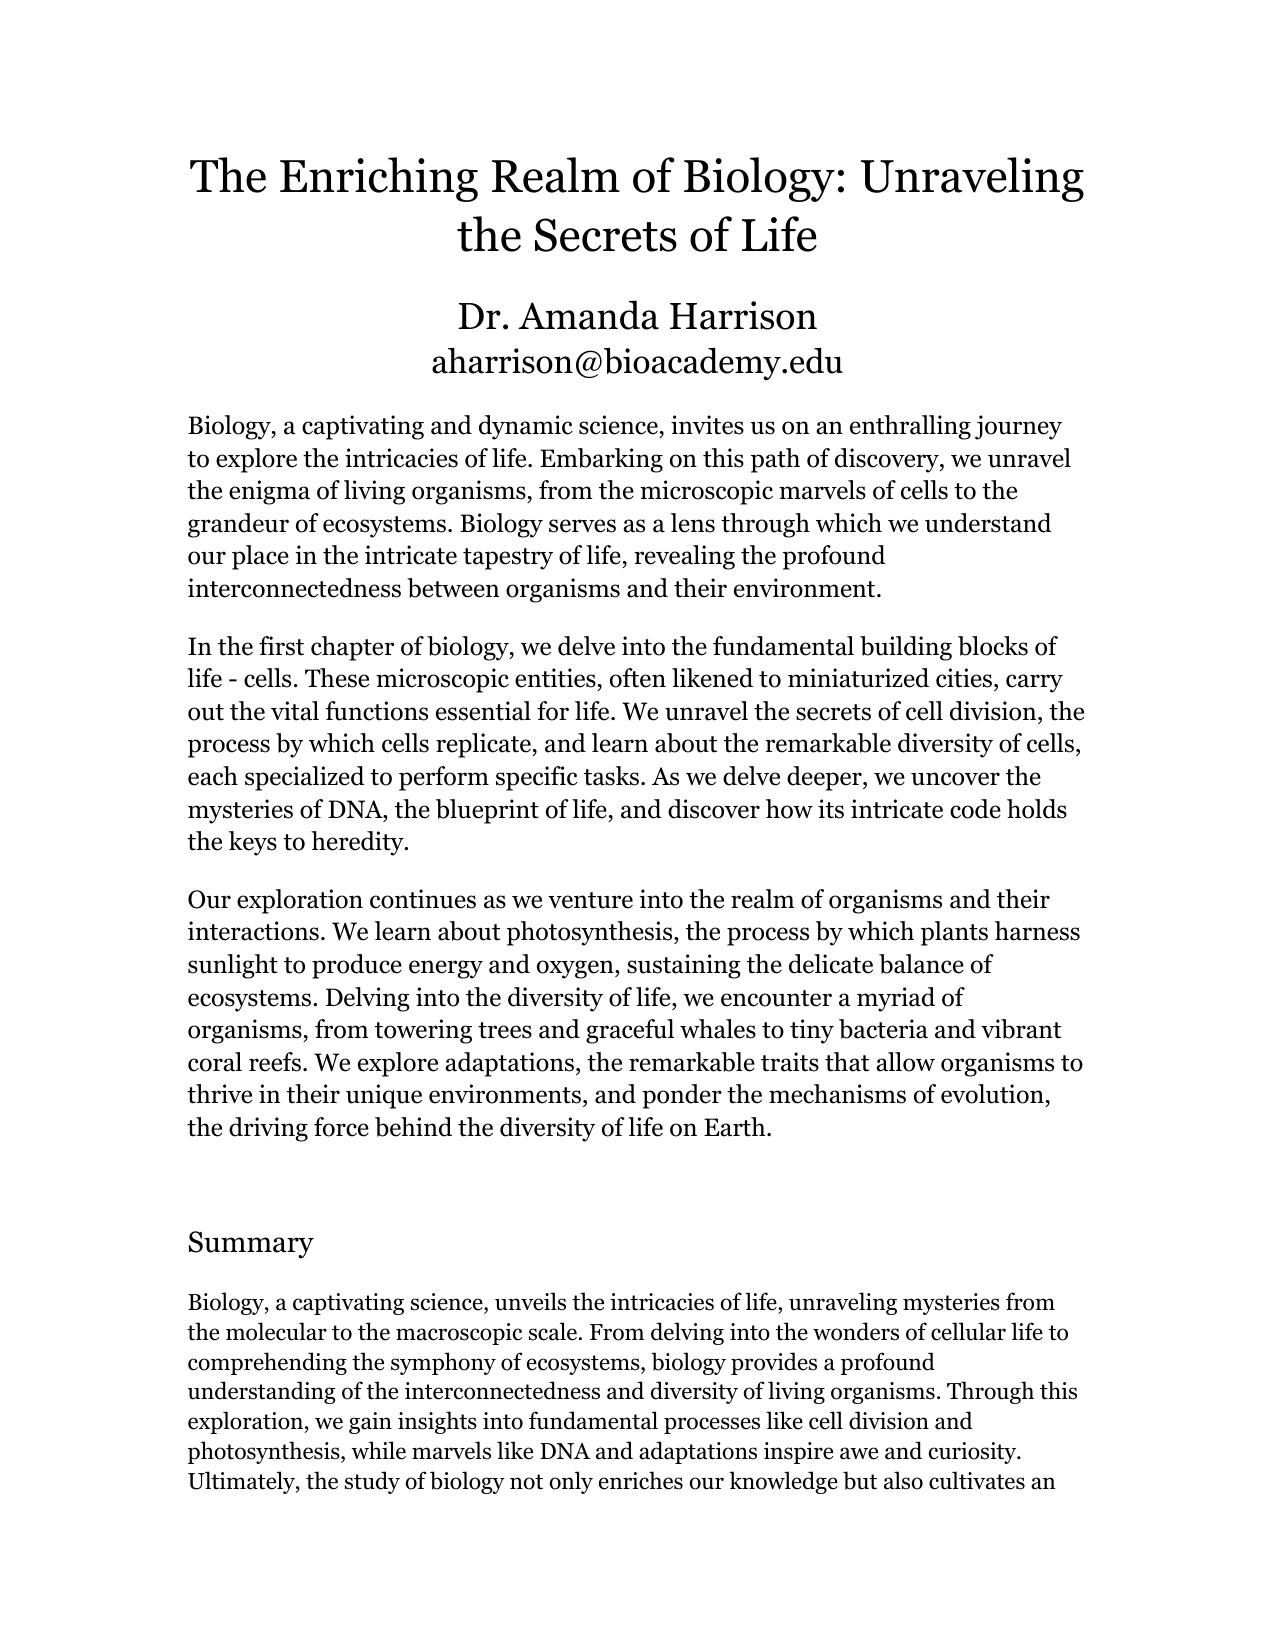 The Enriching Realm of Biology: Unraveling
the Secrets of Life
Dr. Amanda Harrison
aharrison@bioacademy.edu
Biology, a captivating and dynamic science, invites us on an enthralling journey
to explore the intricacies of life. Embarking on this path of discovery, we unravel
the enigma of living organisms, from the microscopic marvels of cells to the
grandeur of ecosystems. Biology serves as a lens through which we understand
our place in the intricate tapestry of life, revealing the profound
interconnectedness between organisms and their environment.
In the first chapter of biology, we delve into the fundamental building blocks of
life - cells. These microscopic entities, often likened to miniaturized cities, carry
out the vital functions essential for life. We unravel the secrets of cell division, the
process by which cells replicate, and learn about the remarkable diversity of cells,
each specialized to perform specific tasks. As we delve deeper, we uncover the
mysteries of DNA, the blueprint of life, and discover how its intricate code holds
the keys to heredity.
Our exploration continues as we venture into the realm of organisms and their
interactions. We learn about photosynthesis, the process by which plants harness
sunlight to produce energy and oxygen, sustaining the delicate balance of
ecosystems. Delving into the diversity of life, we encounter a myriad of
organisms, from towering trees and graceful whales to tiny bacteria and vibrant
coral reefs. We explore adaptations, the remarkable traits that allow organisms to
thrive in their unique environments, and ponder the mechanisms of evolution,
the driving force behind the diversity of life on Earth.
Summary
Biology, a captivating science, unveils the intricacies of life, unraveling mysteries from
the molecular to the macroscopic scale. From delving into the wonders of cellular life to
comprehending the symphony of ecosystems, biology provides a profound
understanding of the interconnectedness and diversity of living organisms. Through this
exploration, we gain insights into fundamental processes like cell division and
photosynthesis, while marvels like DNA and adaptations inspire awe and curiosity.
Ultimately, the study of biology not only enriches our knowledge but also cultivates an